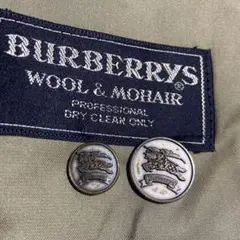 BURBERRYS
WOOL & MOHAIR
PROFESSIONAL
DRY CLEAN ONLY